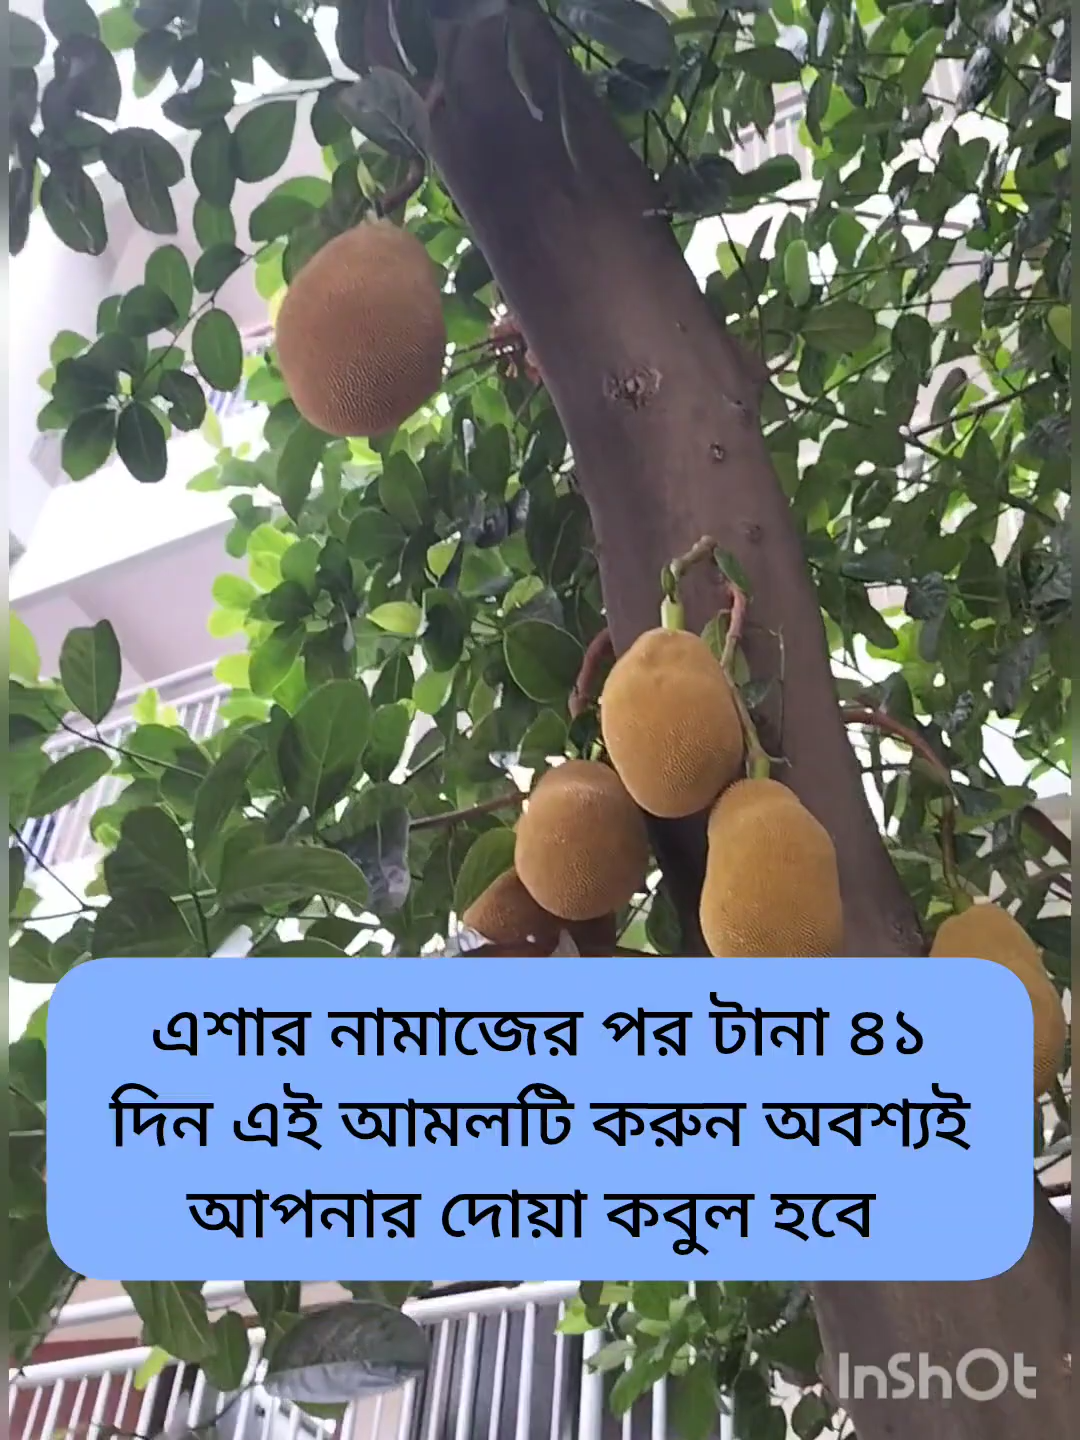 এশার নামাজের পর টানা ৪১
দিন এই আমলটি করুন অবশ্যই
আপনার দোয়া কবুল হবে
InShOt